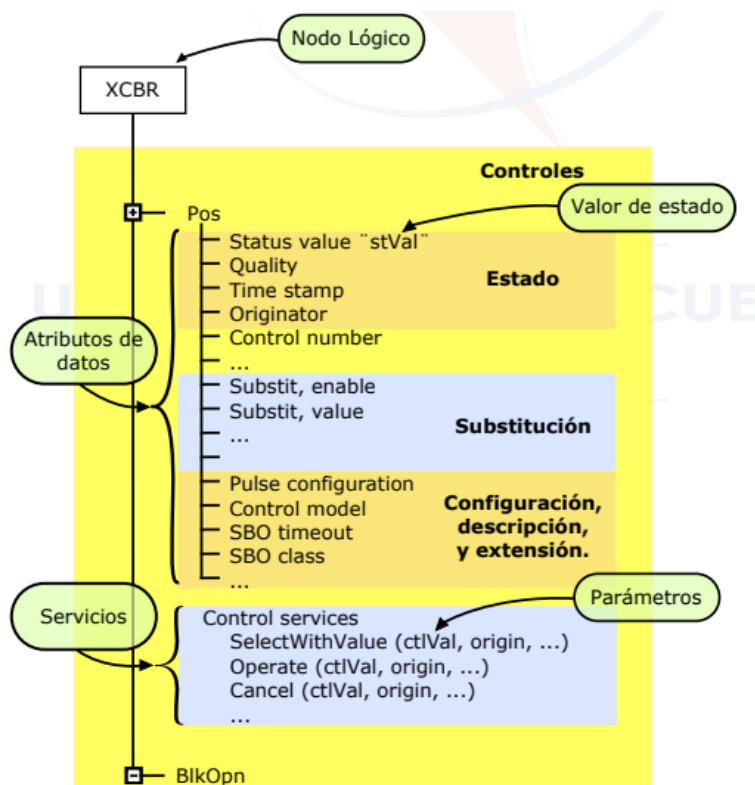 Nodo Lógico
XCBR
Controles
Pos
Valor de estado
Status value ¨stVal¨
Quality
Estado
Time stamp
Originator
Atributos de
datos
Control number
...
Substit, enable
Substit, value
Substitución
...
Pulse configuration
Control model
SBO timeout
SBO class
...
Configuración,
descripción,
y extensión.
Servicios
Parámetros
Control services
SelectWithValue (ctlVal, origin, ...)
Operate (ctlVal, origin, ...)
Cancel (ctlVal, origin, ...)
...
BlkOpn